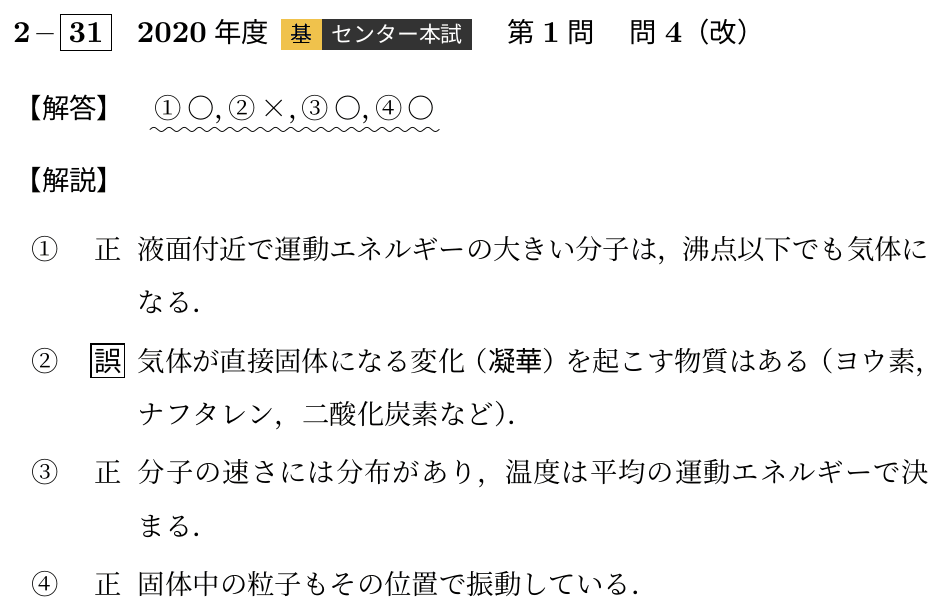 2−31 2020 年度 基 センター本試 第 1 問 問 4（改）
【解答】 ① 〇, ② ×, ③ 〇, ④ 〇
【解説】
① 正 液面付近で運動エネルギーの大きい分子は，沸点以下でも気体に
なる．
② 誤 気体が直接固体になる変化（凝華）を起こす物質はある（ヨウ素，
ナフタレン，二酸化炭素など）．
③ 正 分子の速さには分布があり，温度は平均の運動エネルギーで決
まる．
④ 正 固体中の粒子もその位置で振動している．